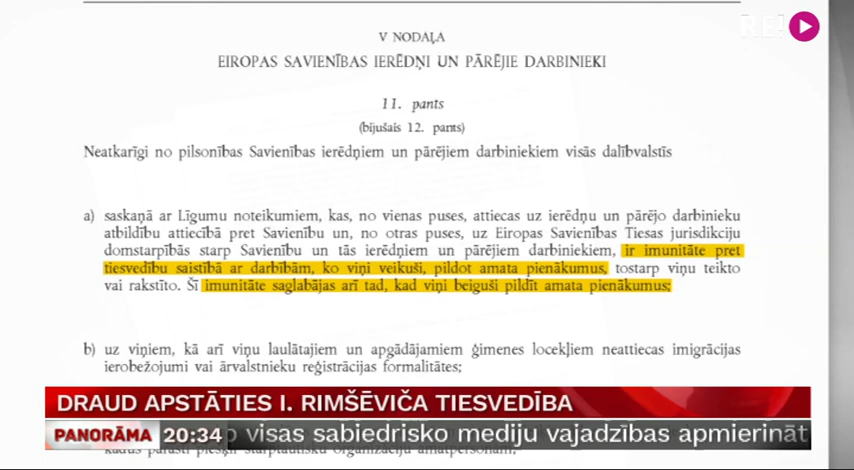 RE!
V NODAĻA
EIROPAS SAVIENĪBAS IERĒDŅI UN PĀRĒJIE DARBINIEKI
11. pants
(bijušais 12. pants)
Neatkarīgi no pilsonības Savienības ierēdņiem un pārējiem darbiniekiem visās dalībvalstīs
a) saskaņā ar Līgumu noteikumiem, kas, no vienas puses, attiecas uz ierēdņu un pārējo darbinieku
atbildību attiecībā pret Savienību un, no otras puses, uz Eiropas Savienības Tiesas jurisdikciju
domstarpībās starp Savienību un tās ierēdņiem un pārējiem darbiniekiem, ir imunitāte pret
tiesvedību saistībā ar darbībām, ko viņi veikuši, pildot amata pienākumus, tostarp viņu teikto
vai rakstīto. Šī imunitāte saglabājas arī tad, kad viņi beiguši pildīt amata pienākumus;
b) uz viņiem, kā arī viņu laulātajiem un apgādājamiem ģimenes locekļiem neattiecas imigrācijas
ierobežojumi vai ārvalstnieku reģistrācijas formalitātes;
DRAUD APSTĀTIES I. RIMŠĒVIČA TIESVEDĪBA
PANORĀMA 20:34 visas sabiedrisko mediju vajadzības apmierināt